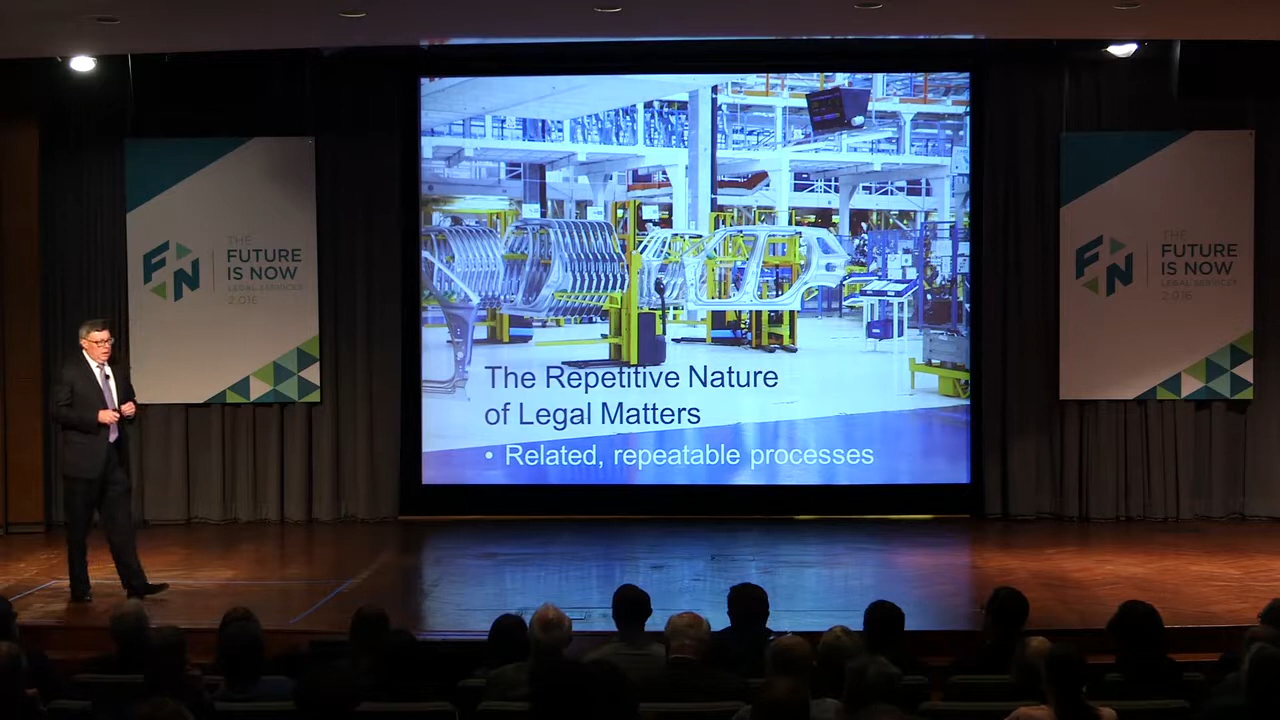 FN
THE
FUTURE
IS NOW
LEGAL SERVICES
2.016
The Repetitive Nature
of Legal Matters
• Related, repeatable processes
FN
THE
FUTURE
IS NOW
LEGAL SERVICES
2.016